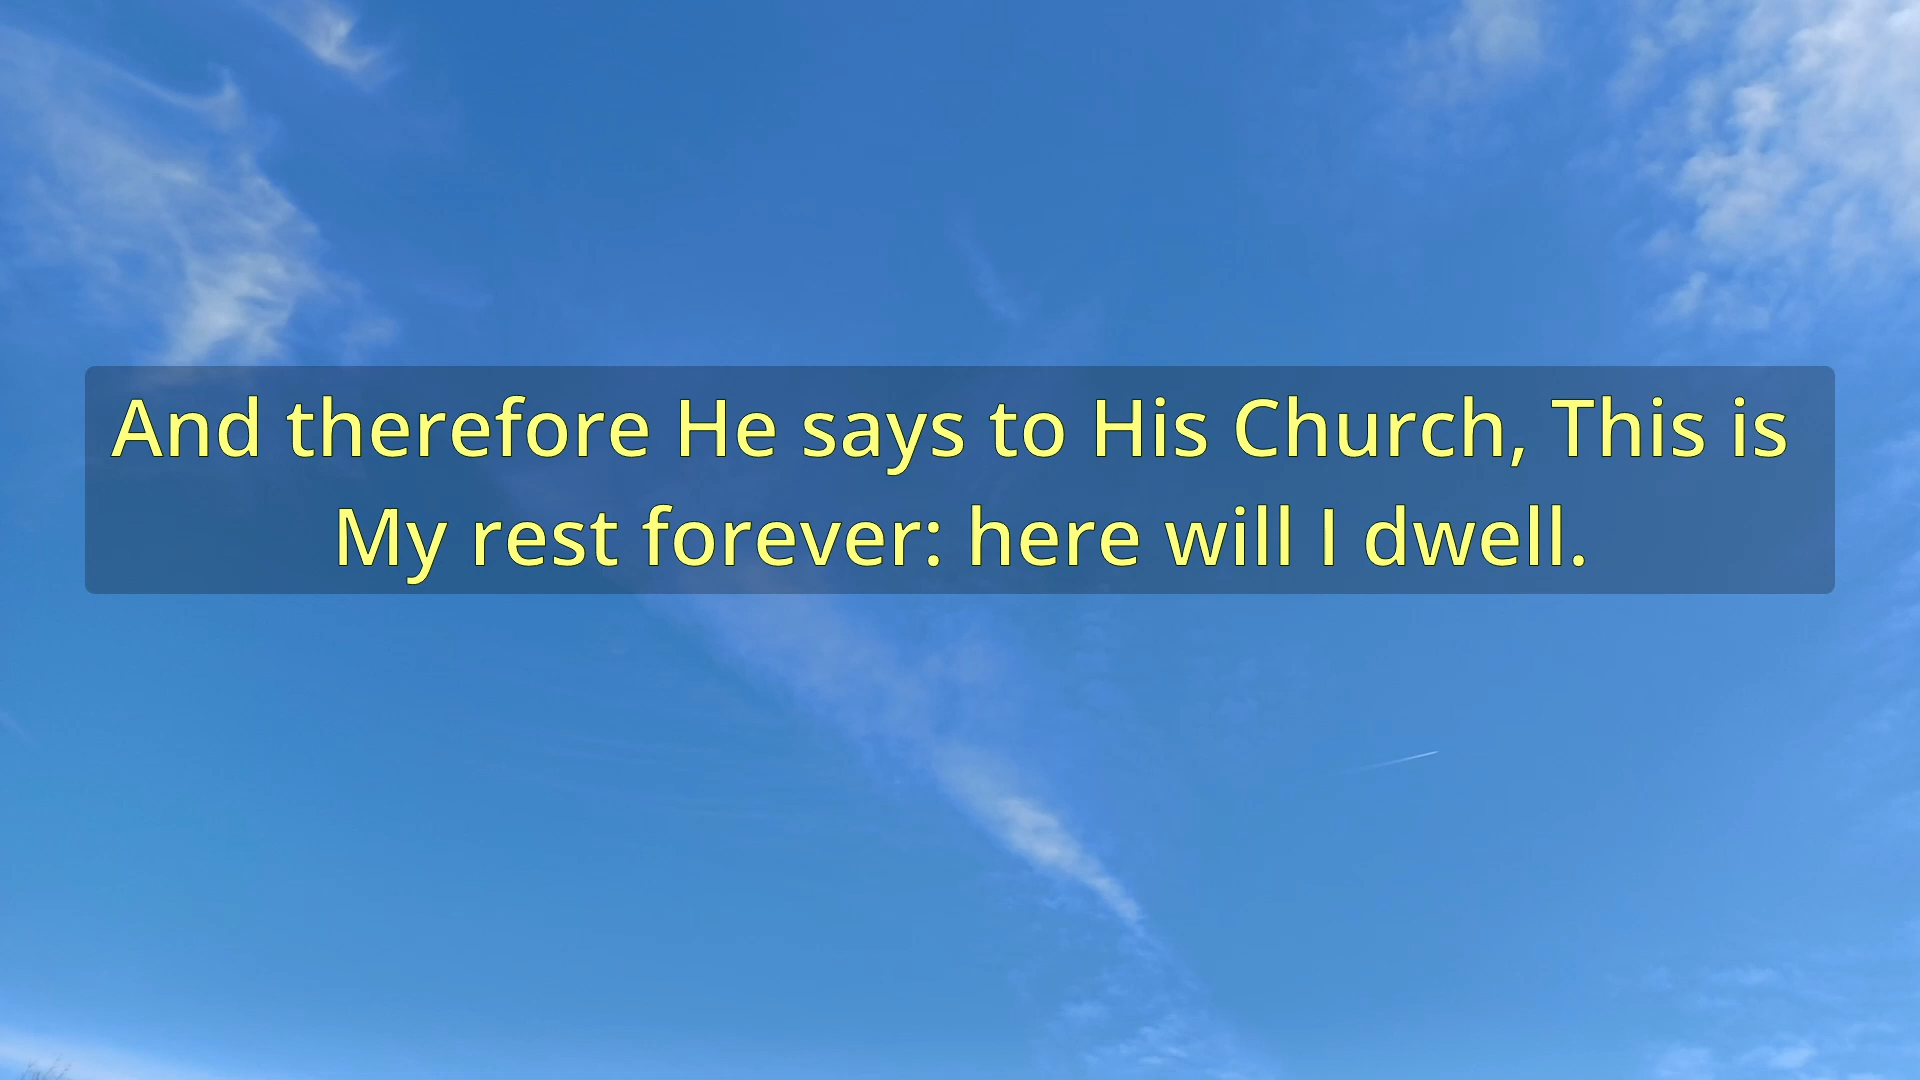 And therefore He says to His Church, This is
My rest forever: here will I dwell.